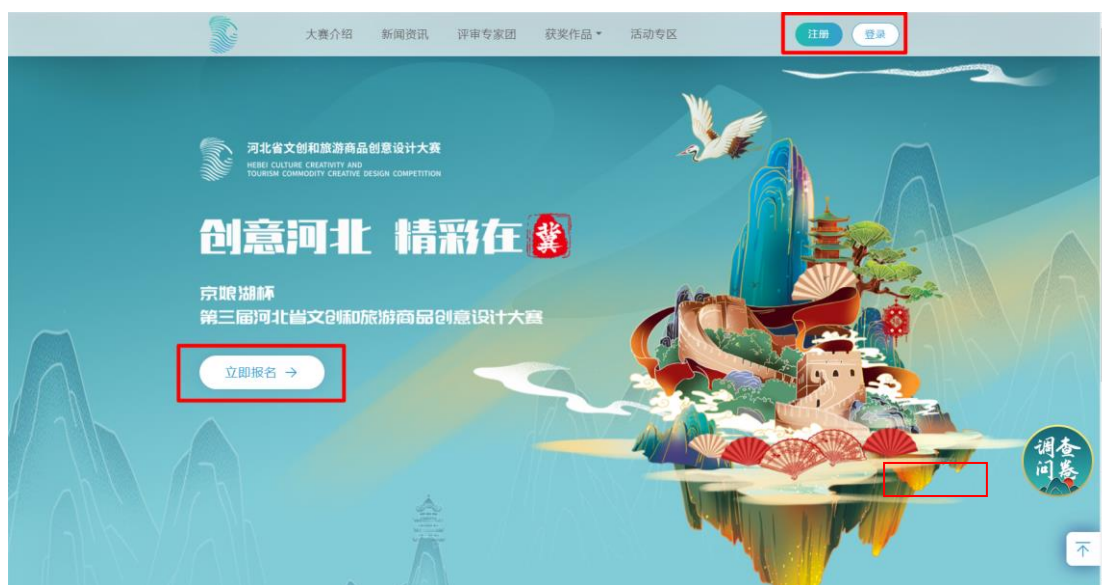 大赛介绍 新闻资讯 评审专家团 获奖作品 活动专区 注册 登录
河北省文创和旅游商品创意设计大赛
HEBEI CULTURE CREATIVITY AND
TOURISM COMMODITY CREATIVE DESIGN COMPETITION
创意河北 精彩在冀
京娘湖杯
第三届河北省文创和旅游商品创意设计大赛
立即报名 →
调查
问卷